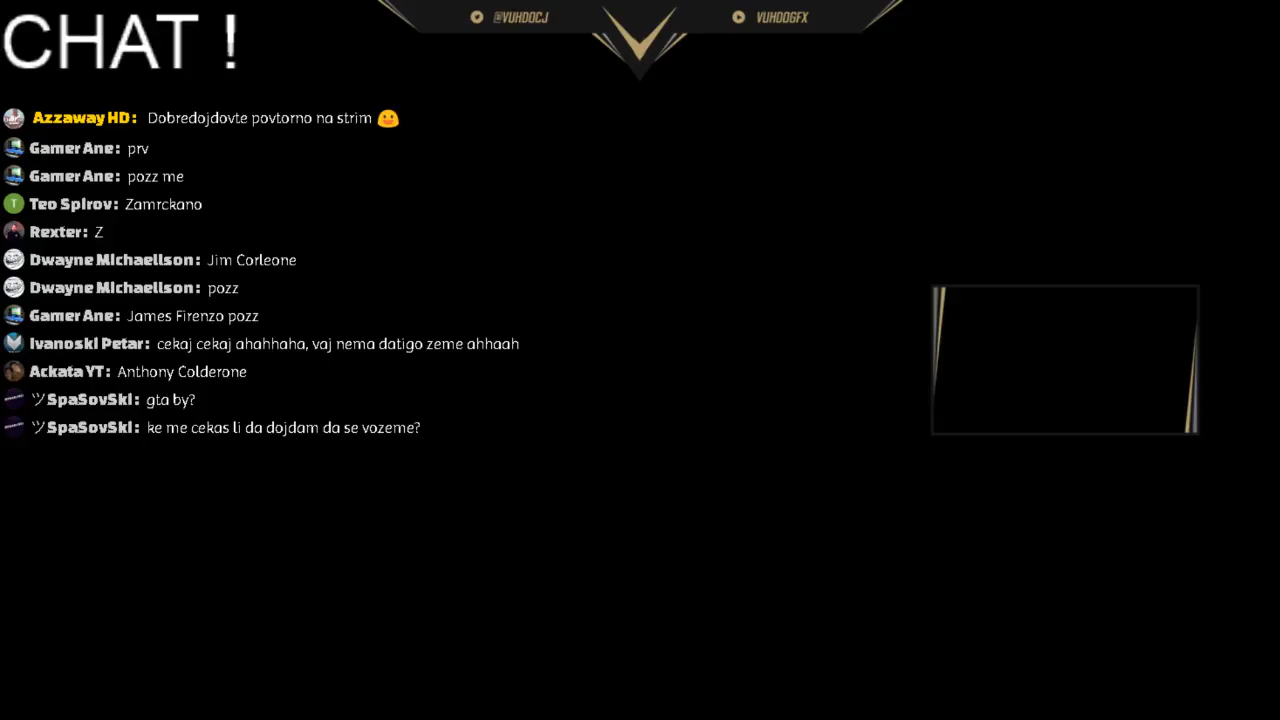 @VUHDOCJ VUHDOGFX
CHAT !
Azzaway HD: Dobredojdovte povtorno na strim
Gamer Ane: prv
Gamer Ane: pozz me
T Teo Spirov: Zamrckano
Rexter: Z
Dwayne Michaellson: Jim Corleone
Dwayne Michaellson: pozz
Gamer Ane: James Firenzo pozz
Ivanoski Petar: cekaj cekaj ahahhaha, vaj nema datigo zeme ahhaah
Ackata YT: Anthony Colderone
ツSpaSovSki: gta by?
ツSpaSovSki: ke me cekas li da dojdam da se vozeme?